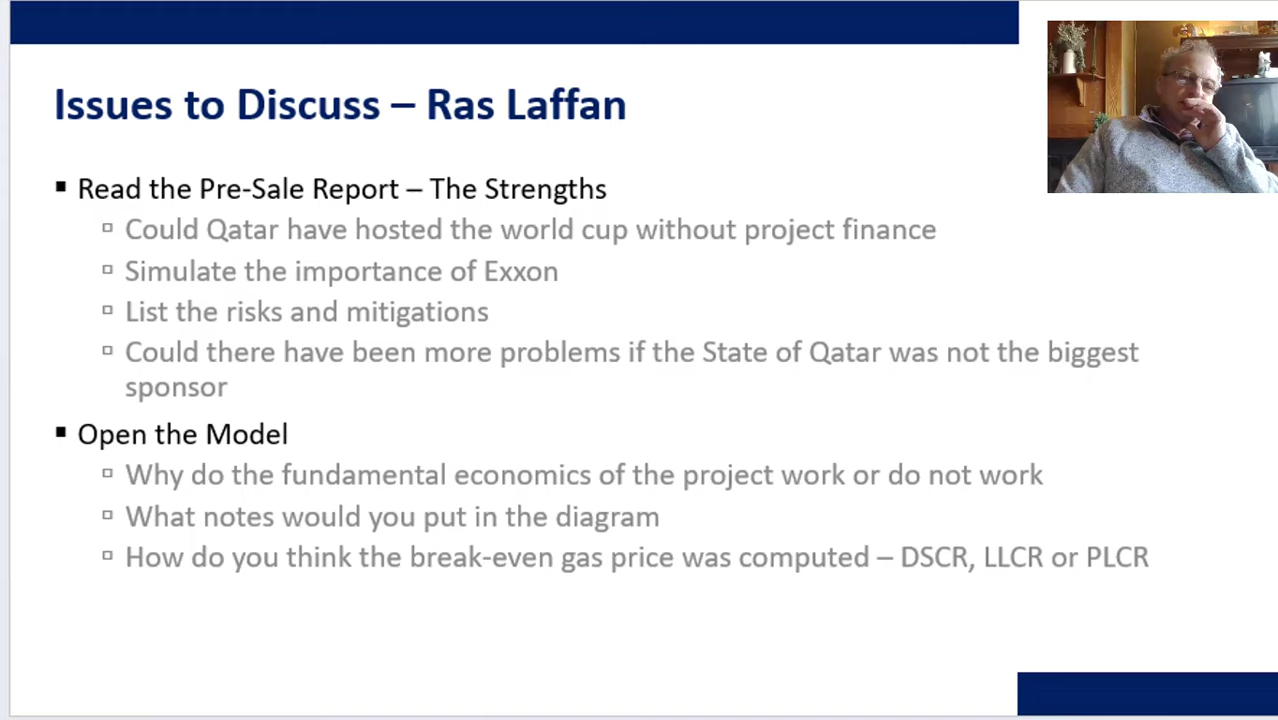 Issues to Discuss – Ras Laffan
Read the Pre-Sale Report – The Strengths
Could Qatar have hosted the world cup without project finance
Simulate the importance of Exxon
List the risks and mitigations
Could there have been more problems if the State of Qatar was not the biggest
sponsor
Open the Model
Why do the fundamental economics of the project work or do not work
What notes would you put in the diagram
How do you think the break-even gas price was computed – DSCR, LLCR or PLCR